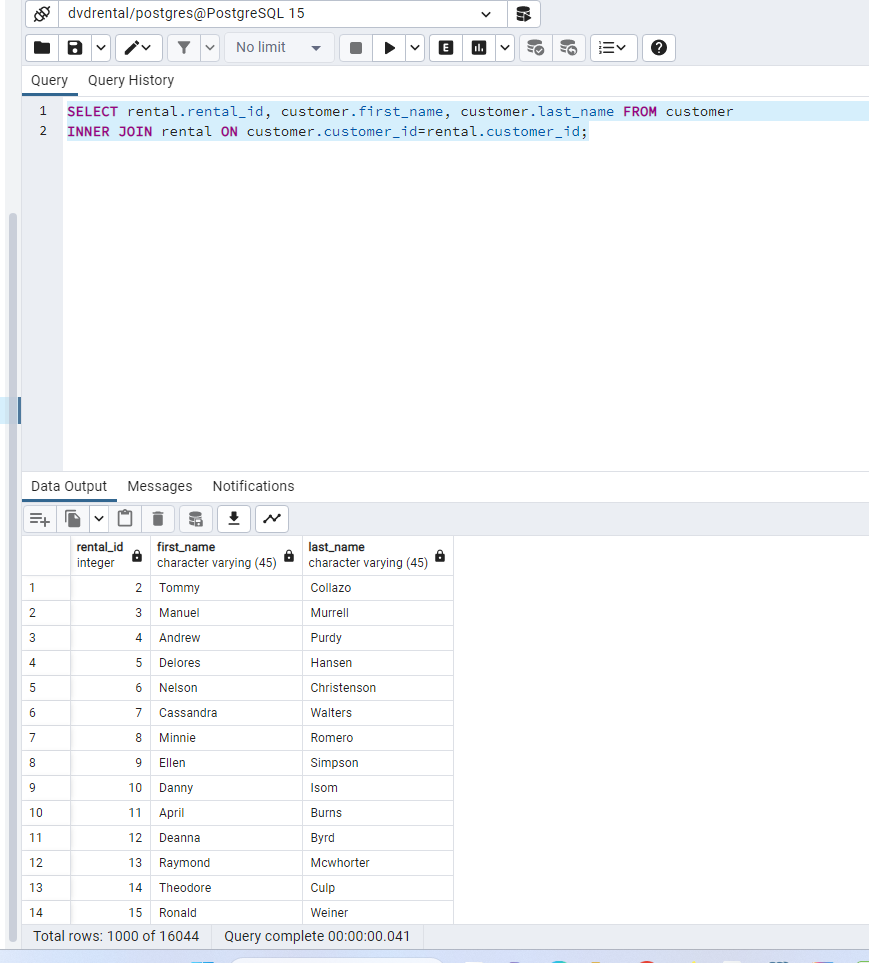 dvdrental/postgres@PostgreSQL 15
No limit
E
Query Query History
1 SELECT rental.rental_id, customer.first_name, customer.last_name FROM customer
2 INNER JOIN rental ON customer.customer_id=rental.customer_id;
Data Output Messages Notifications
rental_id first_name last_name
integer character varying (45) character varying (45)
1 2 Tommy Collazo
2 3 Manuel Murrell
3 4 Andrew Purdy
4 5 Delores Hansen
5 6 Nelson Christenson
6 7 Cassandra Walters
7 8 Minnie Romero
8 9 Ellen Simpson
9 10 Danny Isom
10 11 April Burns
11 12 Deanna Byrd
12 13 Raymond Mcwhorter
13 14 Theodore Culp
14 15 Ronald Weiner
Total rows: 1000 of 16044 Query complete 00:00:00.041